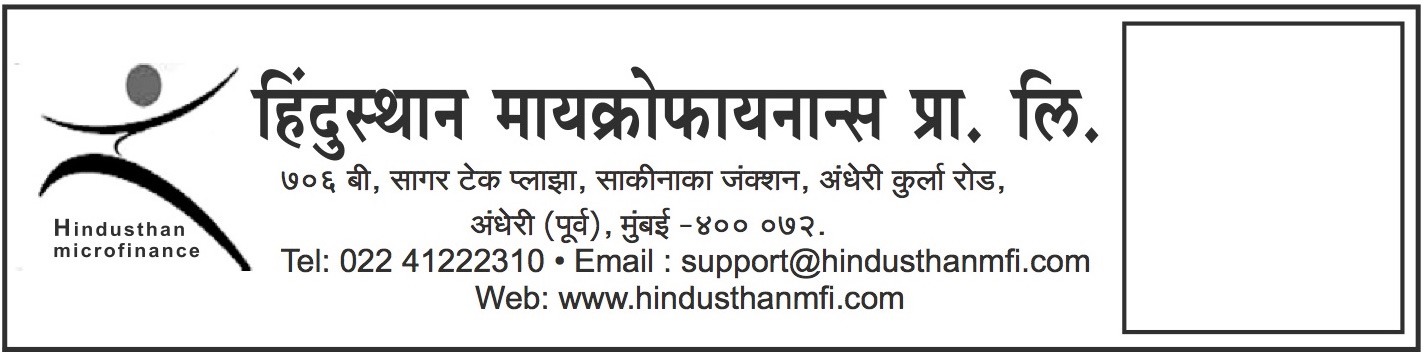 Hindusthan
microfinance
हिंदुस्थान मायक्रोफायनान्स प्रा. लि.
७०६ बी, सागर टेक प्लाझा, साकीनाका जंक्शन, अंधेरी कुर्ला रोड,
अंधेरी (पूर्व), मुंबई -४०० ०७२.
Tel: 022 41222310 • Email : support@hindusthanmfi.com
Web: www.hindusthanmfi.com